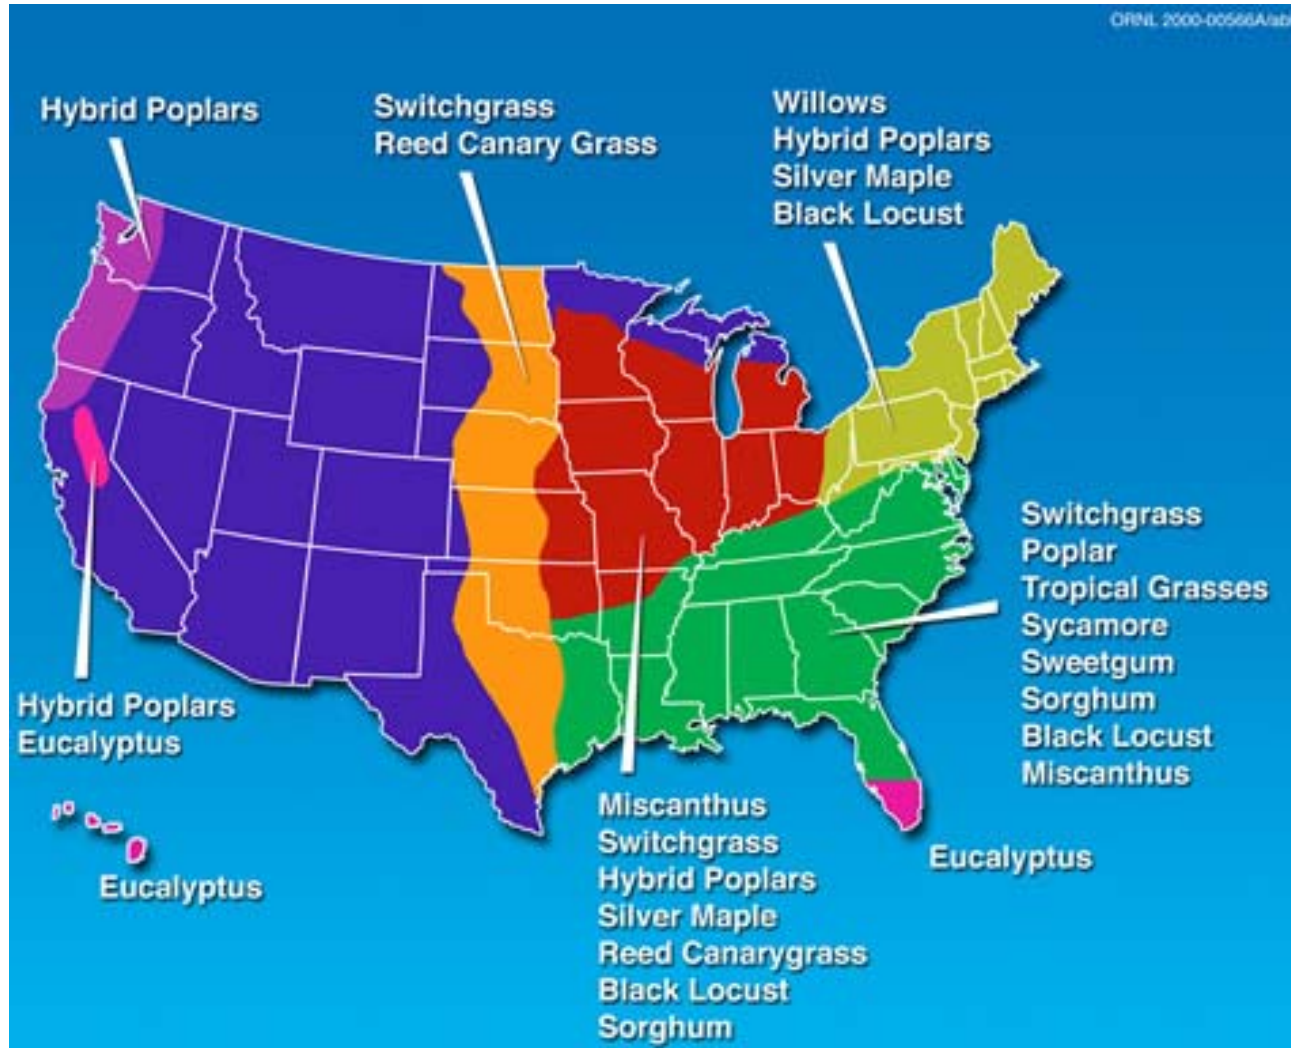 ORNL 2000-00566A/ab
Hybrid Poplars
Switchgrass
Reed Canary Grass
Willows
Hybrid Poplars
Silver Maple
Black Locust
Switchgrass
Poplar
Tropical Grasses
Sycamore
Sweetgum
Sorghum
Black Locust
Miscanthus
Hybrid Poplars
Eucalyptus
Eucalyptus
Miscanthus
Switchgrass
Hybrid Poplars
Silver Maple
Reed Canarygrass
Black Locust
Sorghum
Eucalyptus